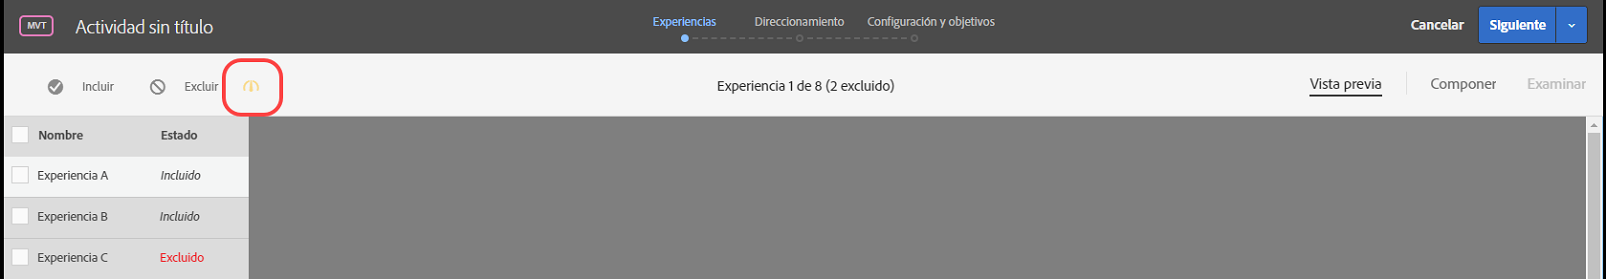 MVT
Actividad sin título
Experiencias
Direccionamiento
Configuración y objetivos
Cancelar
Siguiente
Incluir
Excluir
Experiencia 1 de 8 (2 excluido)
Vista previa
Componer
Examinar
Nombre Estado
Experiencia A Incluido
Experiencia B Incluido
Experiencia C Excluido